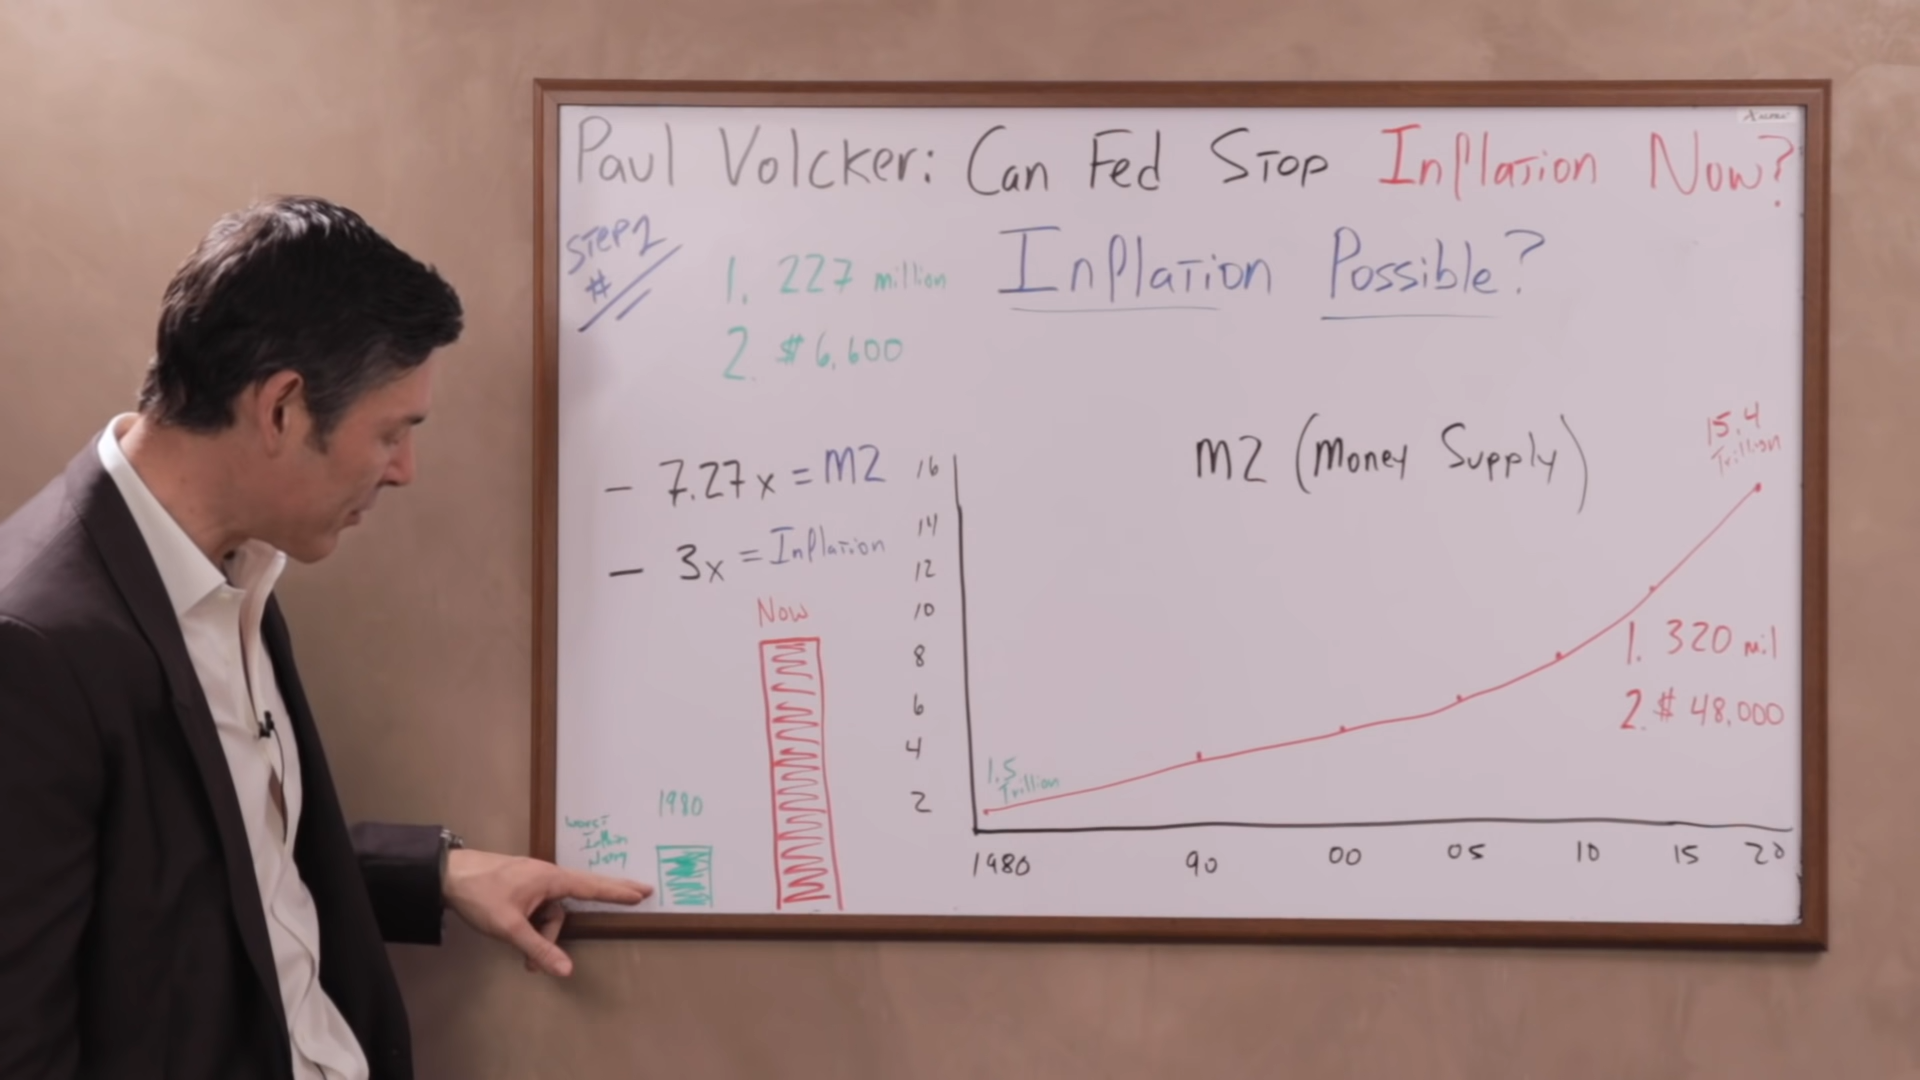 Paul Volcker: Can Fed Stop Inflation Now?
STEP 1
#
Inflation Possible?
1. 227 million
2. $6,600
- 7.27x = M2
- 3x = Inflation
Now
1980
worst
M2 (Money Supply)
15.4
Trillion
16
14
12
10
8
6
4
2
1.5
Trillion
1. 320 mil
2. $48,000
1980 90 00 05 10 15 20